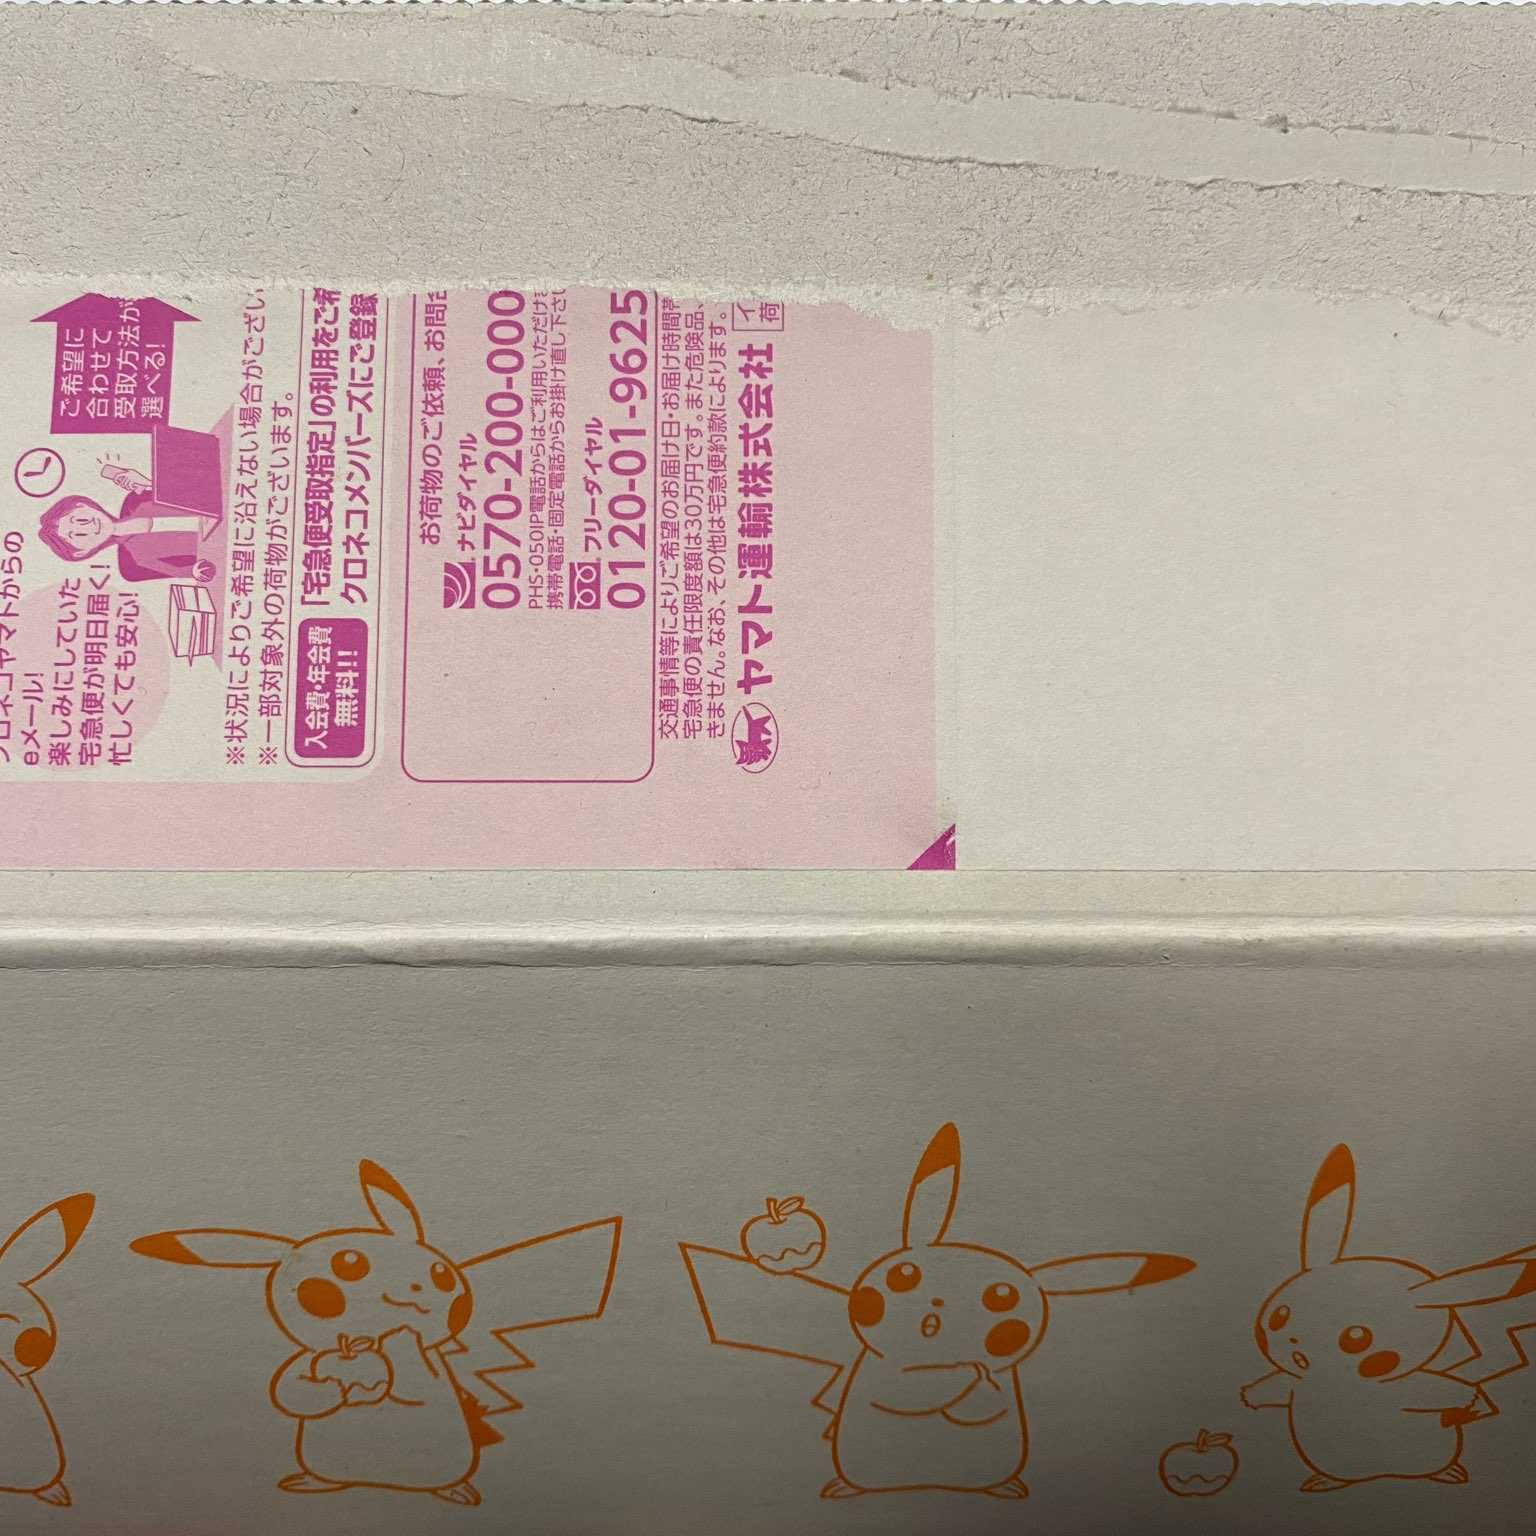 ご希望に
合わせて
受取方法が
選べる!
クロネコヤマトからの
eメール!
楽しみにしていた
宅急便が明日届く!
忙しくても安心!
※状況によりご希望に沿えない場合がござい
※一部対象外の荷物がございます。
入会費・年会費
無料!!
「宅急便受取指定」の利用をご希
クロネコメンバーズにご登録
お荷物のご依頼、お問合
ナビダイヤル
0570-200-000
PHS・050IP電話からはご利用いただけま
携帯電話・固定電話からお掛け直し下さい
フリーダイヤル
0120-01-9625
交通事情等によりご希望のお届け日・お届け時間帯
宅急便の責任限度額は30万円です。また危険品、
きません。なお、その他は宅急便約款によります。
ヤマト運輸株式会社
イ
荷